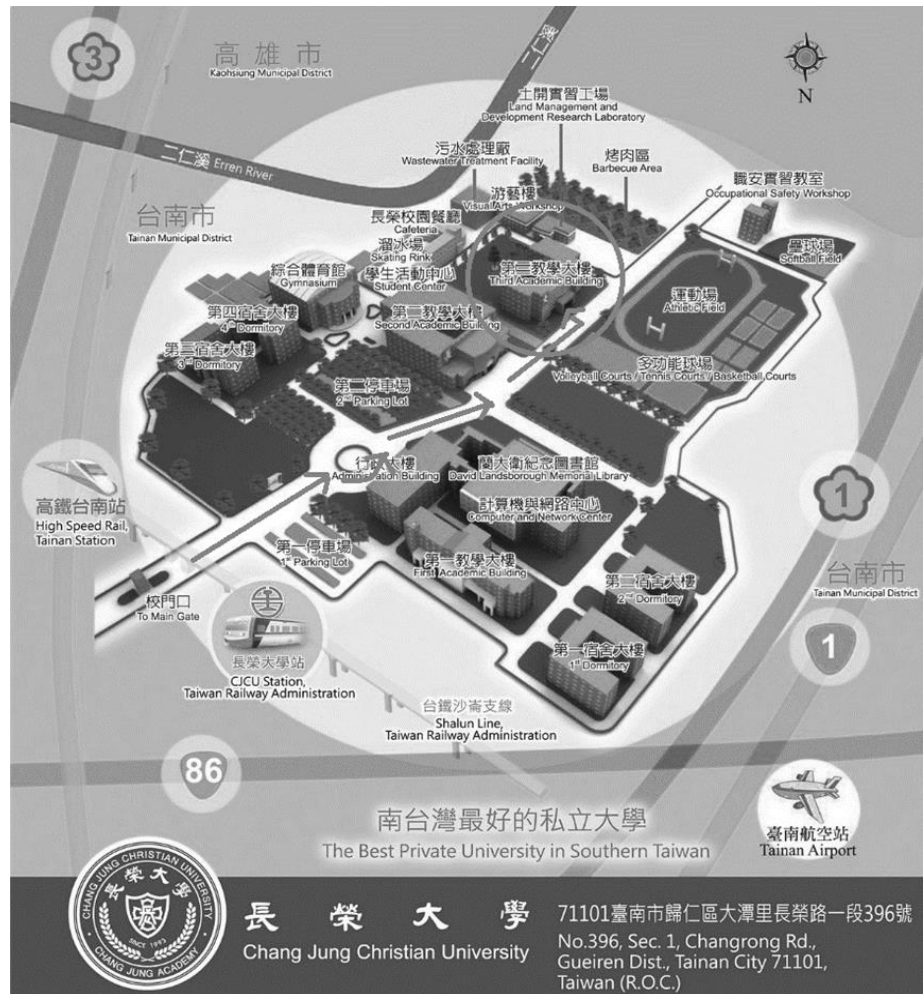 3
高雄市
Kaohsiung Municipal District
二仁溪
N
土開實習工場
Land Management and
Development Research Laboratory
污水處理廠
Wastewater Treatment Facility
烤肉區
Barbecue Area
二仁溪 Erren River
職安實習教室
Occupational Safety Workshop
游藝樓
Visual Arts Workshop
台南市
Tainan Municipal District
長榮校園餐廳
Cafeteria
溜冰場
Skating Rink
壘球場
Softball Field
綜合體育館
Gymnasium
學生活動中心
Student Center
第三教學大樓
Third Academic Building
運動場
Athletic Field
第四宿舍大樓
4th Dormitory
第二教學大樓
Second Academic Building
第三宿舍大樓
3rd Dormitory
多功能球場
Volleyball Courts / Tennis Courts / Basketball Courts
第二停車場
2nd Parking Lot
行政大樓
Administration Building
蘭大衛紀念圖書館
David Landsborough Memorial Library
高鐵台南站
High Speed Rail,
Tainan Station
計算機與網路中心
Computer and Network Center
1
第一停車場
1st Parking Lot
第一教學大樓
First Academic Building
台南市
Tainan Municipal District
第二宿舍大樓
2nd Dormitory
校門口
To Main Gate
1
第一宿舍大樓
1st Dormitory
長榮大學站
CJCU Station,
Taiwan Railway Administration
台鐵沙崙支線
Shalun Line,
Taiwan Railway Administration
86
南台灣最好的私立大學
The Best Private University in Southern Taiwan
臺南航空站
Tainan Airport
CHANG JUNG CHRISTIAN UNIVERSITY
長榮大學
SINCE 1993
CHANG JUNG ACADEMY
長榮大學
Chang Jung Christian University
71101臺南市歸仁區大潭里長榮路一段396號
No.396, Sec. 1, Changrong Rd.,
Gueiren Dist., Tainan City 71101,
Taiwan (R.O.C.)